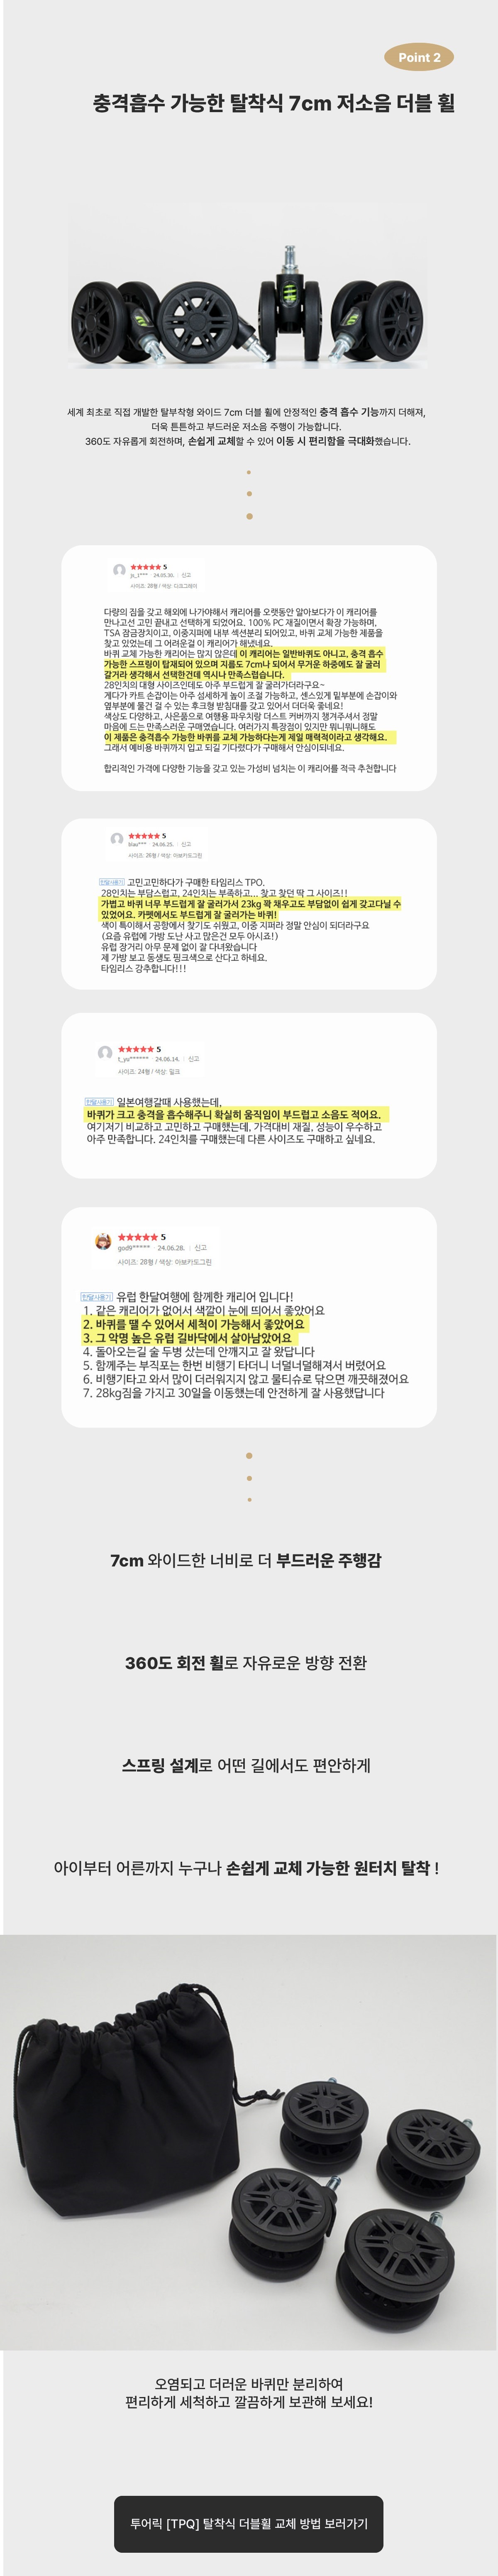 Point 2
충격흡수 가능한 탈착식 7cm 저소음 더블 휠
세계 최초로 직접 개발한 탈부착형 와이드 7cm 더블 휠에 안정적인 충격 흡수 기능까지 더해져,
더욱 튼튼하고 부드러운 저소음 주행이 가능합니다.
360도 자유롭게 회전하며, 손쉽게 교체할 수 있어 이동 시 편리함을 극대화했습니다.
★★★★★ 5
24.05.30. | 신고
사이즈: 28형 / 색상: 다크그레이
다량의 짐을 갖고 해외에 나가야해서 캐리어를 오랫동안 알아보다가 이 캐리어를
만나고선 고민 끝내고 선택하게 되었어요. 100% PC 재질이면서 확장 가능하며,
TSA 잠금장치이고, 이중지퍼에 내부 섹션분리 되어있고, 바퀴 교체 가능한 제품을
찾고 있었는데 그 어려운걸 이 캐리어가 해냈네요.
바퀴 교체 가능한 캐리어는 많지 않은데 이 캐리어는 일반바퀴도 아니고, 충격 흡수
가능한 스프링이 탑재되어 있으며 지름도 7cm나 되어서 무거운 하중에도 잘 굴러
갈거라 생각해서 선택한건데 역시나 만족스럽습니다.
28인치의 대형 사이즈인데도 아주 부드럽게 잘 굴러가더라구요~
게다가 카트 손잡이는 아주 섬세하게 높이 조절 가능하고, 센스있게 밑부분에 손잡이와
옆부분에 물건 걸 수 있는 후크형 받침대를 갖고 있어서 더더욱 좋네요!
색상도 다양하고, 사은품으로 여행용 파우치랑 더스트 커버까지 챙겨주셔서 정말
마음에 드는 만족스러운 구매였습니다. 여러가지 특장점이 있지만 뭐니뭐니해도
이 제품은 충격흡수 가능한 바퀴를 교체 가능하다는게 제일 매력적이라고 생각해요.
그래서 예비용 바퀴까지 입고 되길 기다렸다가 구매해서 안심이되네요.
합리적인 가격에 다양한 기능을 갖고 있는 가성비 넘치는 이 캐리어를 적극 추천합니다
★★★★★ 5
blau*** 24.06.25. | 신고
사이즈: 26형 / 색상: 아보카도그린
한달사용기 고민고민하다가 구매한 타임리스 TPO.
28인치는 부담스럽고, 24인치는 부족하고... 찾고 찾던 딱 그 사이즈!!
가볍고 바퀴 너무 부드럽게 잘 굴러가서 23kg 꽉 채우고도 부담없이 쉽게 갖고다닐 수
있었어요. 카펫에서도 부드럽게 잘 굴러가는 바퀴!
색이 특이해서 공항에서 찾기도 쉬웠고, 이중 지퍼라 정말 안심이 되더라구요
(요즘 유럽에 가방 도난 사고 많은건 모두 아시죠!)
유럽 장거리 아무 문제 없이 잘 다녀왔습니다
제 가방 보고 동생도 핑크색으로 산다고 하네요.
타임리스 강추합니다!!!
★★★★★ 5
t_yu****** 24.06.14. | 신고
사이즈: 24형 / 색상: 밀크
한달사용기 일본여행갈때 사용했는데,
바퀴가 크고 충격을 흡수해주니 확실히 움직임이 부드럽고 소음도 적어요.
여기저기 비교하고 고민하고 구매했는데, 가격대비 재질, 성능이 우수하고
아주 만족합니다. 24인치를 구매했는데 다른 사이즈도 구매하고 싶네요.
★★★★★ 5
god9***** 24.06.28. | 신고
사이즈: 28형 / 색상: 아보카도그린
한달사용기 유럽 한달여행에 함께한 캐리어 입니다!
1. 같은 캐리어가 없어서 색깔이 눈에 띄어서 좋았어요
2. 바퀴를 땔 수 있어서 세척이 가능해서 좋았어요
3. 그 악명 높은 유럽 길바닥에서 살아남았어요
4. 돌아오는길 술 두병 샀는데 안깨지고 잘 왔답니다
5. 함께주는 부직포는 한번 비행기 타더니 너덜너덜해져서 버렸어요
6. 비행기타고 와서 많이 더러워지지 않고 물티슈로 닦으면 깨끗해졌어요
7. 28kg짐을 가지고 30일을 이동했는데 안전하게 잘 사용했답니다
7cm 와이드한 너비로 더 부드러운 주행감
360도 회전 휠로 자유로운 방향 전환
스프링 설계로 어떤 길에서도 편안하게
아이부터 어른까지 누구나 손쉽게 교체 가능한 원터치 탈착 !
오염되고 더러운 바퀴만 분리하여
편리하게 세척하고 깔끔하게 보관해 보세요!
투어릭 [TPQ] 탈착식 더블휠 교체 방법 보러가기